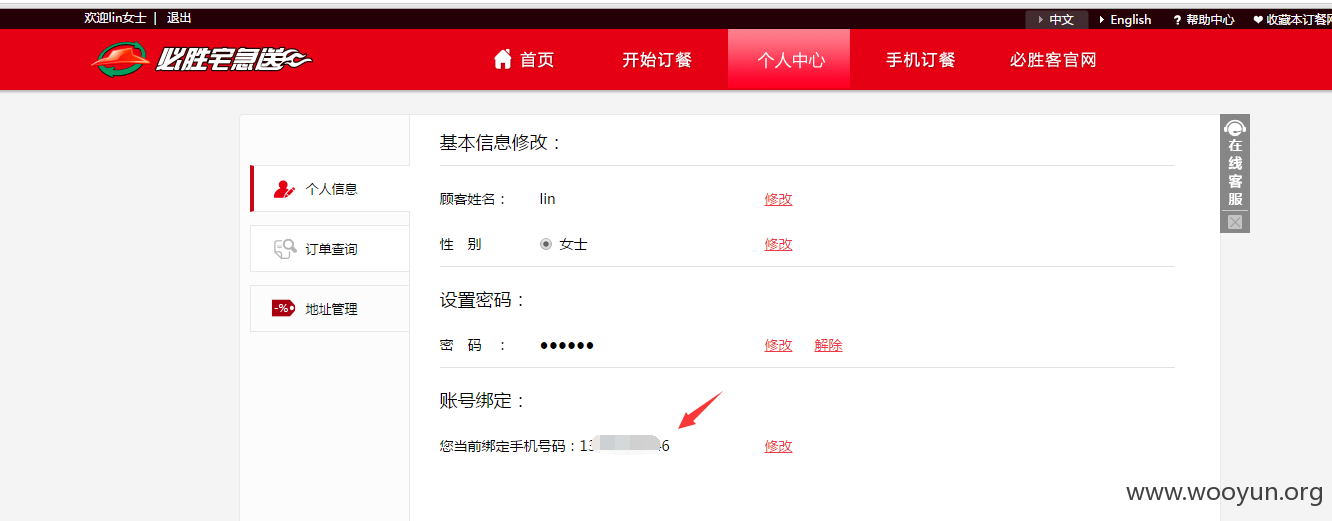 欢迎lin女士 | 退出
中文 English ? 帮助中心 ❤ 收藏本订餐网
必胜宅急送 首页 开始订餐 个人中心 手机订餐 必胜客官网
基本信息修改：
个人信息
顾客姓名： lin 修改
性 别 女士 修改
订单查询
设置密码：
地址管理
密 码 ： ●●●●●● 修改 解除
账号绑定：
您当前绑定手机号码：13 46 修改
在线客服
www.wooyun.org